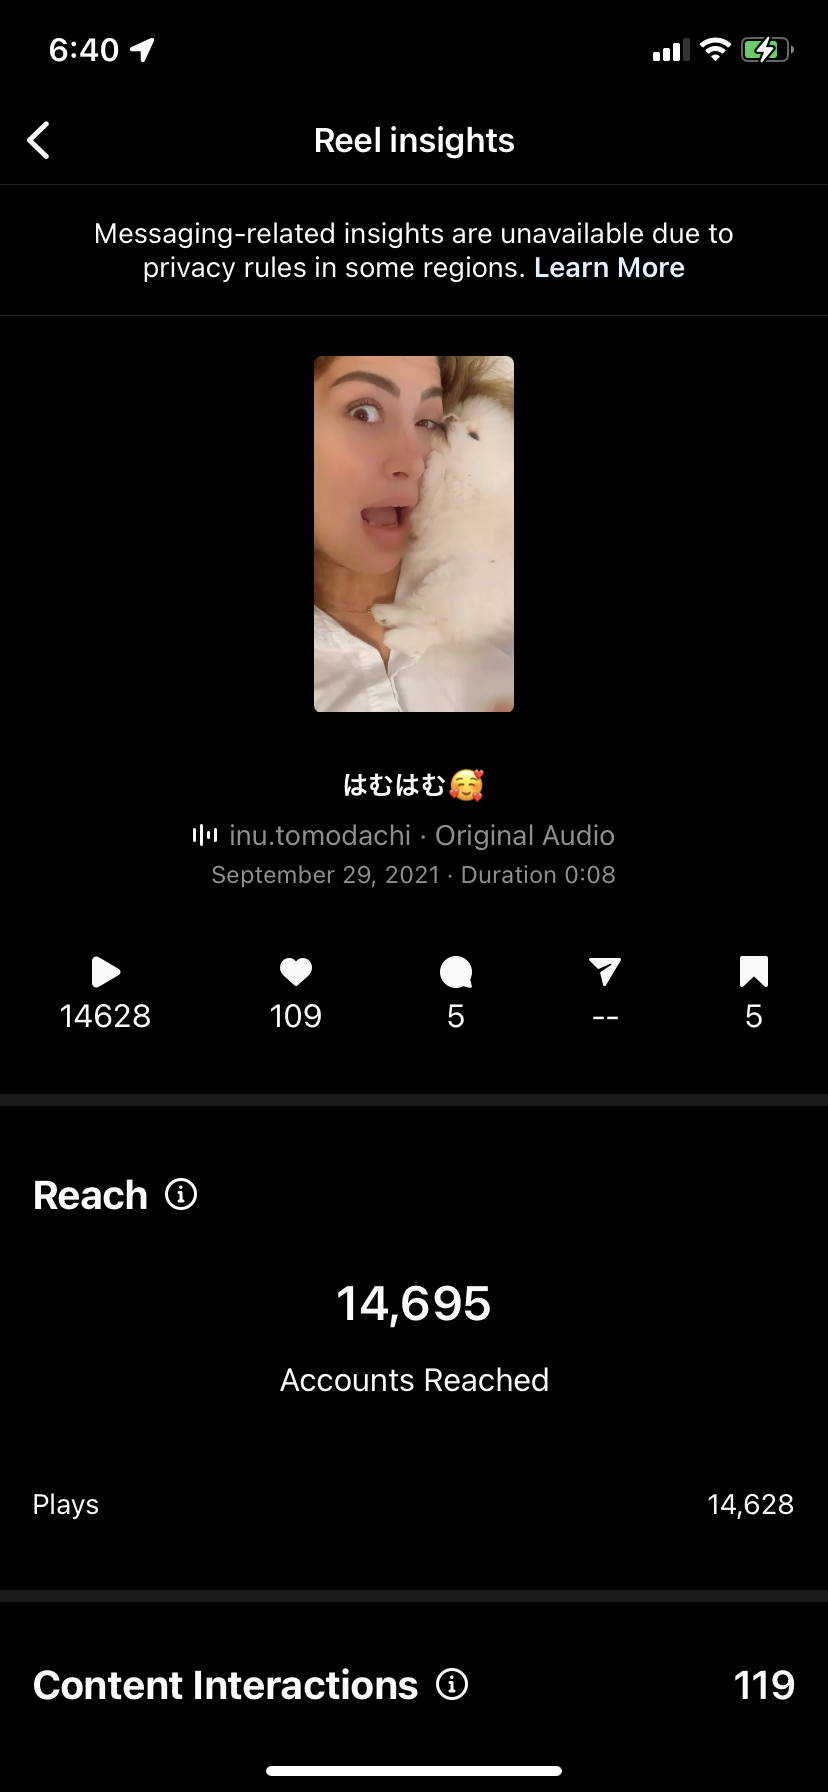 6:40
Reel insights
Messaging-related insights are unavailable due to
privacy rules in some regions. Learn More
はむはむ🥰
inu.tomodachi · Original Audio
September 29, 2021 · Duration 0:08
14628 109 5 -- 5
Reach
14,695
Accounts Reached
Plays 14,628
Content Interactions 119